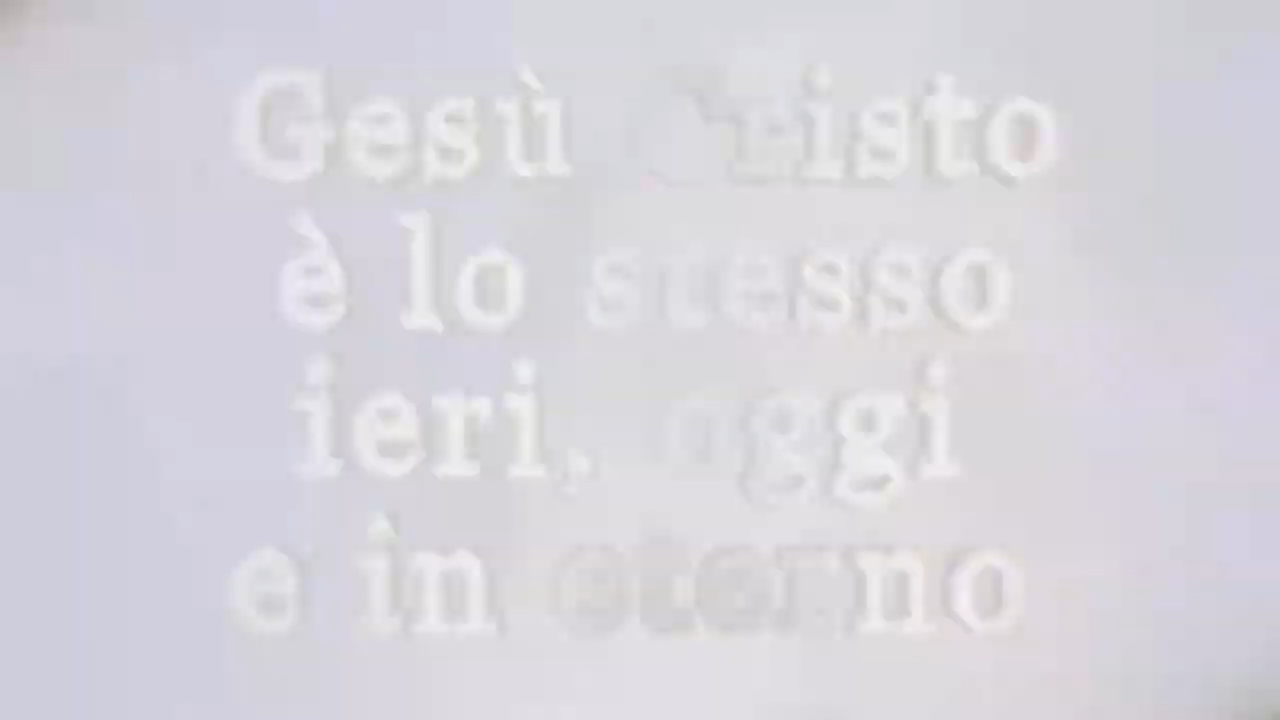 Gesù Cristo
è lo stesso
ieri, oggi
e in eterno